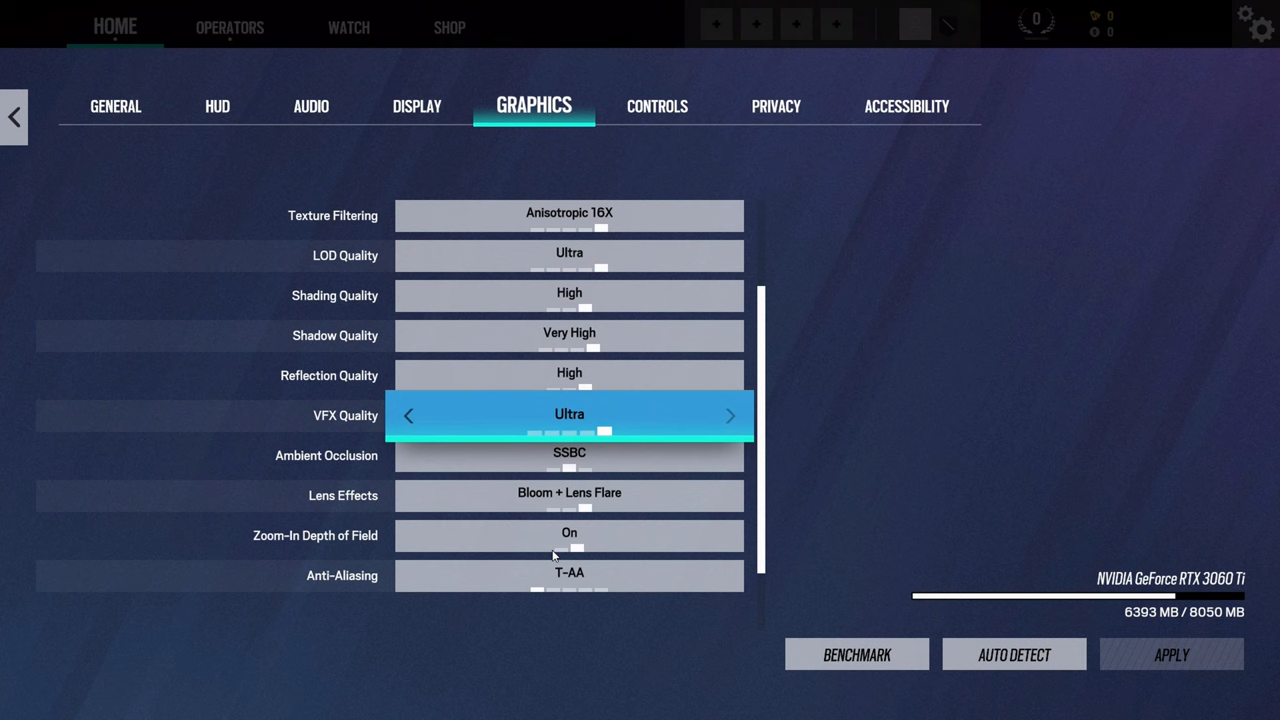 HOME OPERATORS WATCH SHOP
+ + + + 0 0
0
GENERAL HUD AUDIO DISPLAY GRAPHICS CONTROLS PRIVACY ACCESSIBILITY
Texture Filtering Anisotropic 16X
LOD Quality Ultra
Shading Quality High
Shadow Quality Very High
Reflection Quality High
VFX Quality Ultra
Ambient Occlusion SSBC
Lens Effects Bloom + Lens Flare
Zoom-In Depth of Field On
Anti-Aliasing T-AA
NVIDIA GeForce RTX 3060 Ti
6393 MB / 8050 MB
BENCHMARK AUTO DETECT APPLY